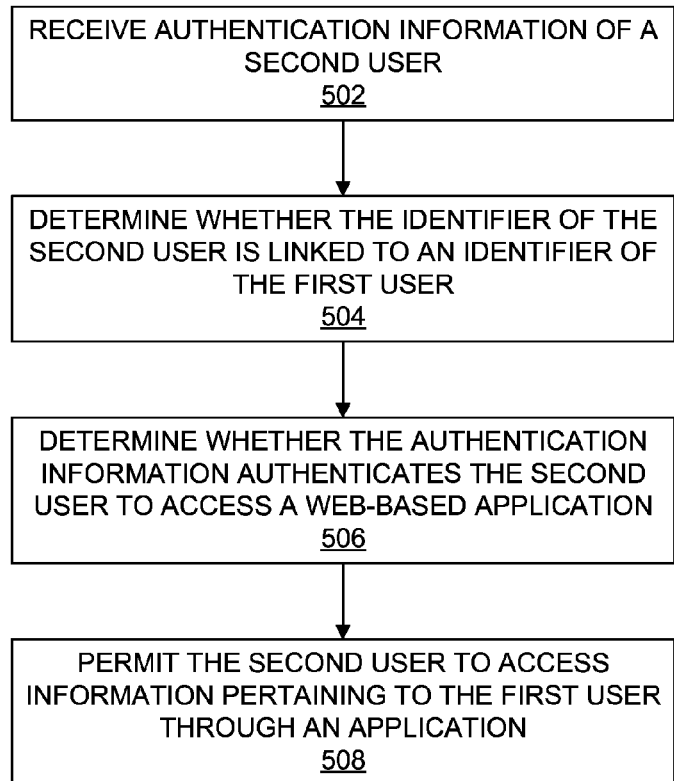 RECEIVE AUTHENTICATION INFORMATION OF A
SECOND USER
502
DETERMINE WHETHER THE IDENTIFIER OF THE
SECOND USER IS LINKED TO AN IDENTIFIER OF
THE FIRST USER
504
DETERMINE WHETHER THE AUTHENTICATION
INFORMATION AUTHENTICATES THE SECOND
USER TO ACCESS A WEB-BASED APPLICATION
506
PERMIT THE SECOND USER TO ACCESS
INFORMATION PERTAINING TO THE FIRST USER
THROUGH AN APPLICATION
508